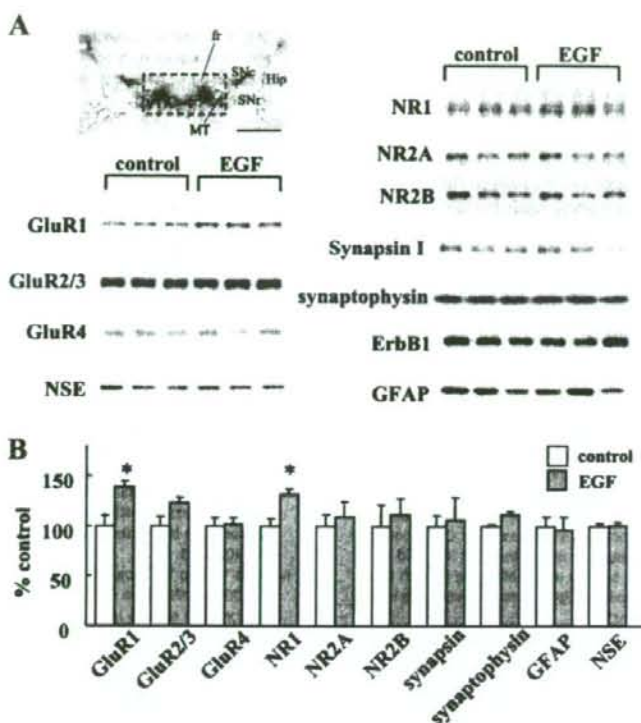 A
fr
SNc
Hip
SNr
MT
control EGF
GluR1
GluR2/3
GluR4
NSE
control EGF
NR1
NR2A
NR2B
Synapsin I
synaptophysin
ErbB1
GFAP
B
control
EGF
% control
150
100
50
0
* *
GluR1 GluR2/3 GluR4 NR1 NR2A NR2B synapsin synaptophysin GFAP NSE